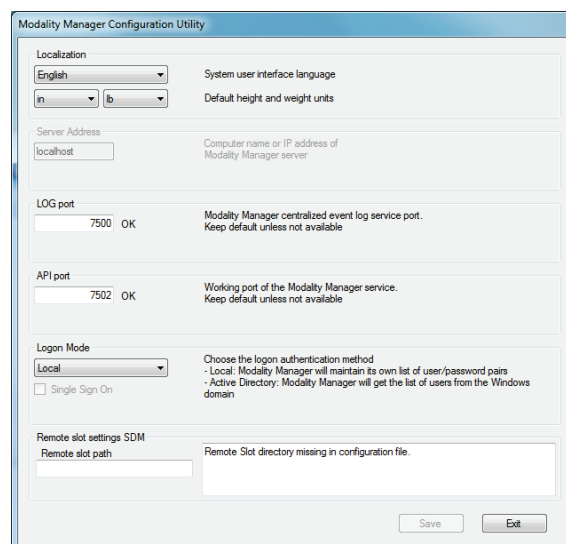 Modality Manager Configuration Utility
Localization
English
System user interface language
in
lb
Default height and weight units
Server Address
localhost
Computer name or IP address of
Modality Manager server
LOG port
7500
OK
Modality Manager centralized event log service port.
Keep default unless not available
API port
7502
OK
Working port of the Modality Manager service.
Keep default unless not available
Logon Mode
Local
Single Sign On
Choose the logon authentication method
- Local: Modality Manager will maintain its own list of user/password pairs
- Active Directory: Modality Manager will get the list of users from the Windows
domain
Remote slot settings SDM
Remote slot path
Remote Slot directory missing in configuration file.
Save
Exit